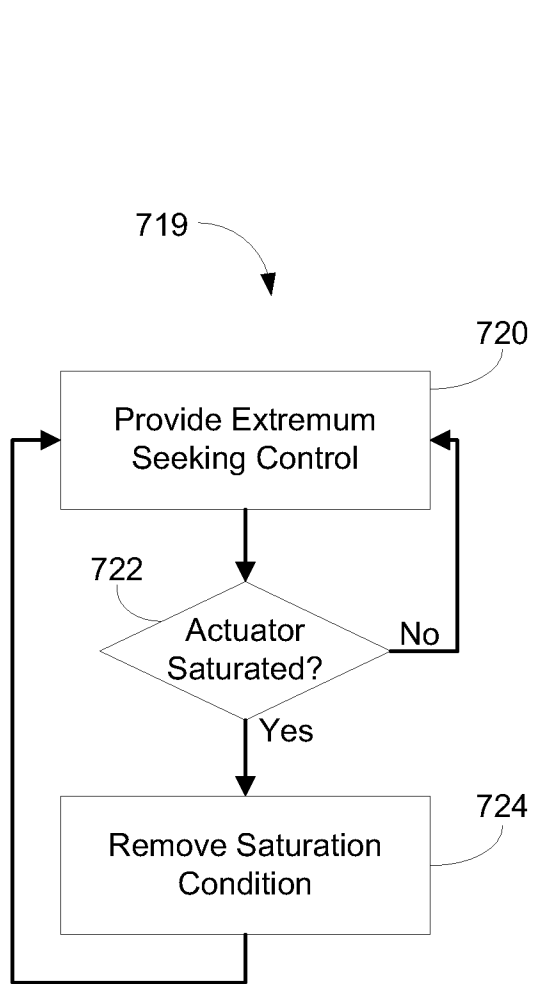 719
720
Provide Extremum
Seeking Control
722
Actuator
Saturated?
No
Yes
724
Remove Saturation
Condition